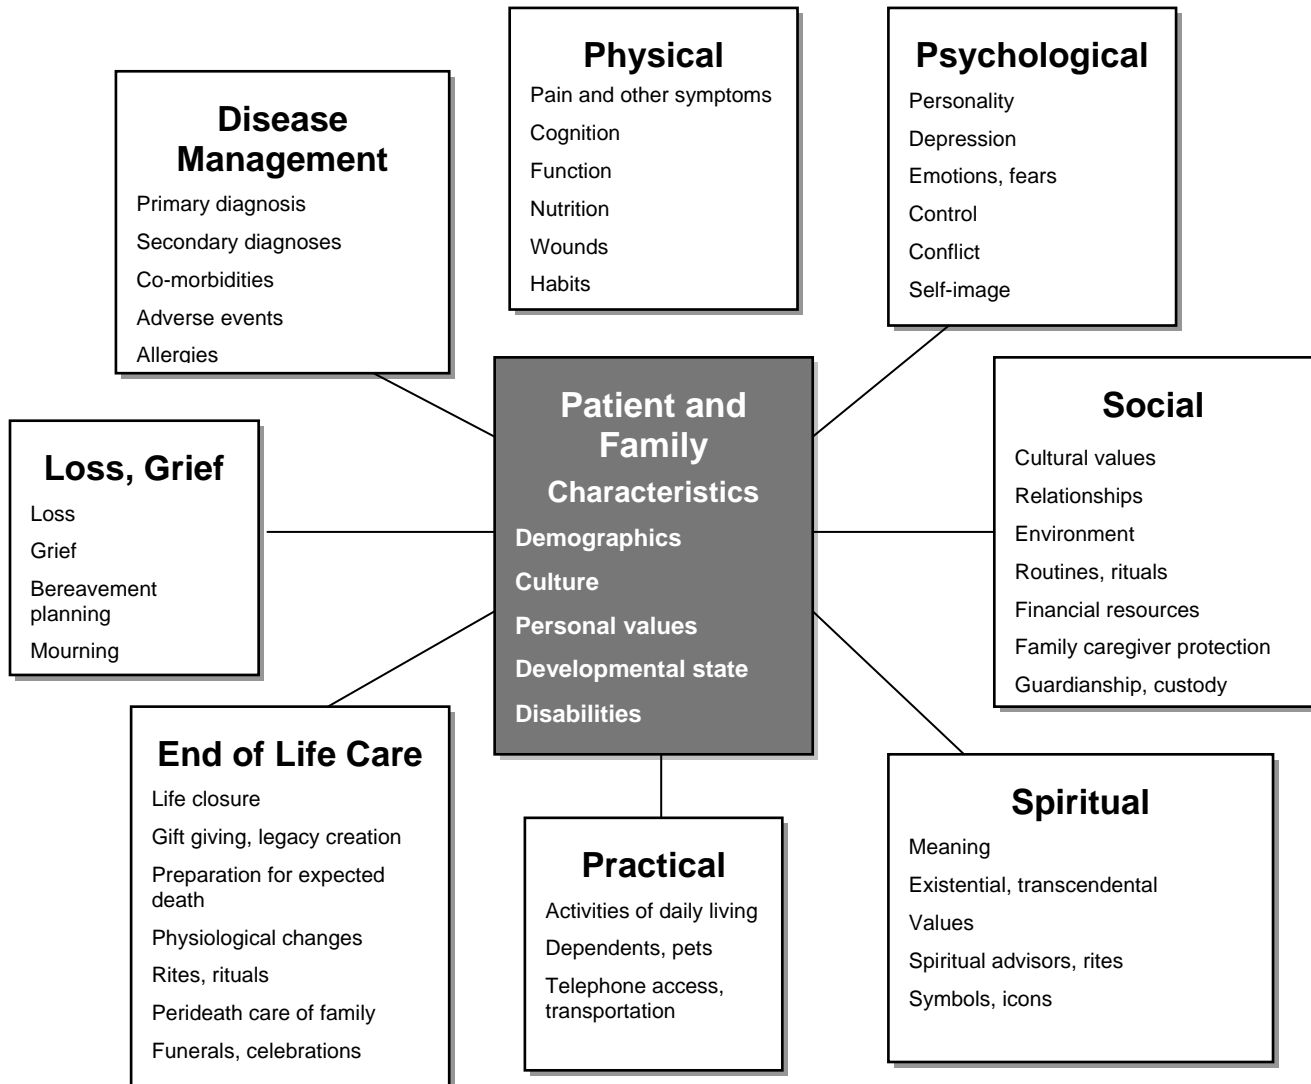 Physical
Pain and other symptoms
Cognition
Function
Nutrition
Wounds
Habits
Psychological
Personality
Depression
Emotions, fears
Control
Conflict
Self-image
Disease
Management
Primary diagnosis
Secondary diagnoses
Co-morbidities
Adverse events
Allergies
Patient and
Family
Characteristics
Demographics
Culture
Personal values
Developmental state
Disabilities
Social
Cultural values
Relationships
Environment
Routines, rituals
Financial resources
Family caregiver protection
Guardianship, custody
Loss, Grief
Loss
Grief
Bereavement
planning
Mourning
End of Life Care
Life closure
Gift giving, legacy creation
Preparation for expected
death
Physiological changes
Rites, rituals
Perideath care of family
Funerals, celebrations
Practical
Activities of daily living
Dependents, pets
Telephone access,
transportation
Spiritual
Meaning
Existential, transcendental
Values
Spiritual advisors, rites
Symbols, icons